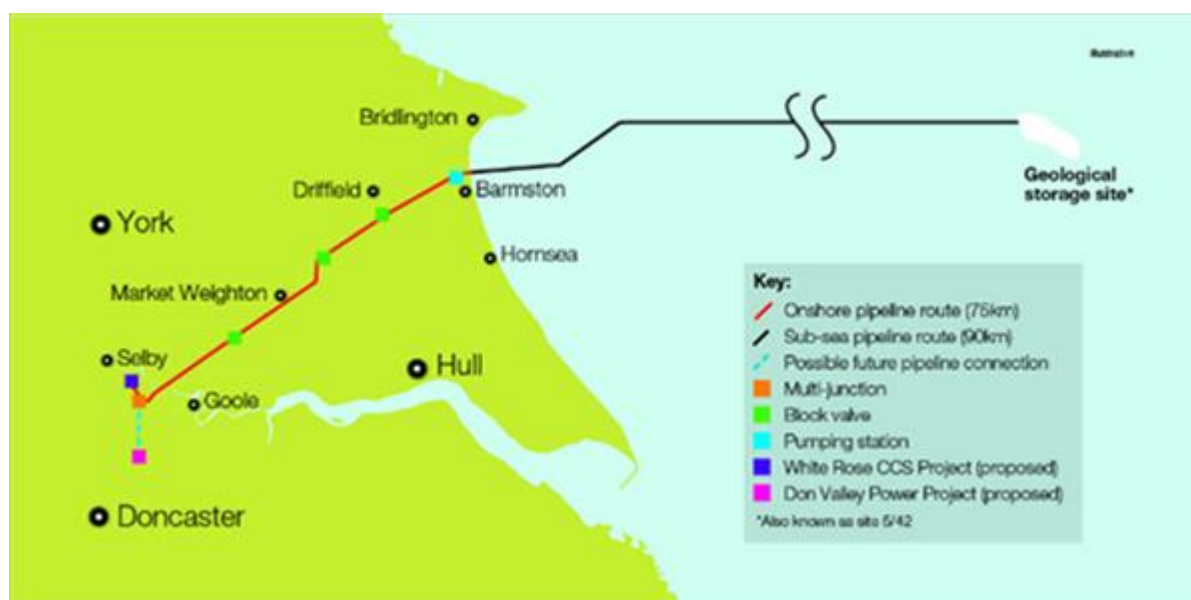 Illustrative
Bridlington
Driffield
Barmston
York
Hornsea
Market Weighton
Selby
Goole
Hull
Doncaster
Geological
storage site*
Key:
Onshore pipeline route (75km)
Sub-sea pipeline route (90km)
Possible future pipeline connection
Multi-junction
Block valve
Pumping station
White Rose CCS Project (proposed)
Don Valley Power Project (proposed)
*Also known as site 5/42